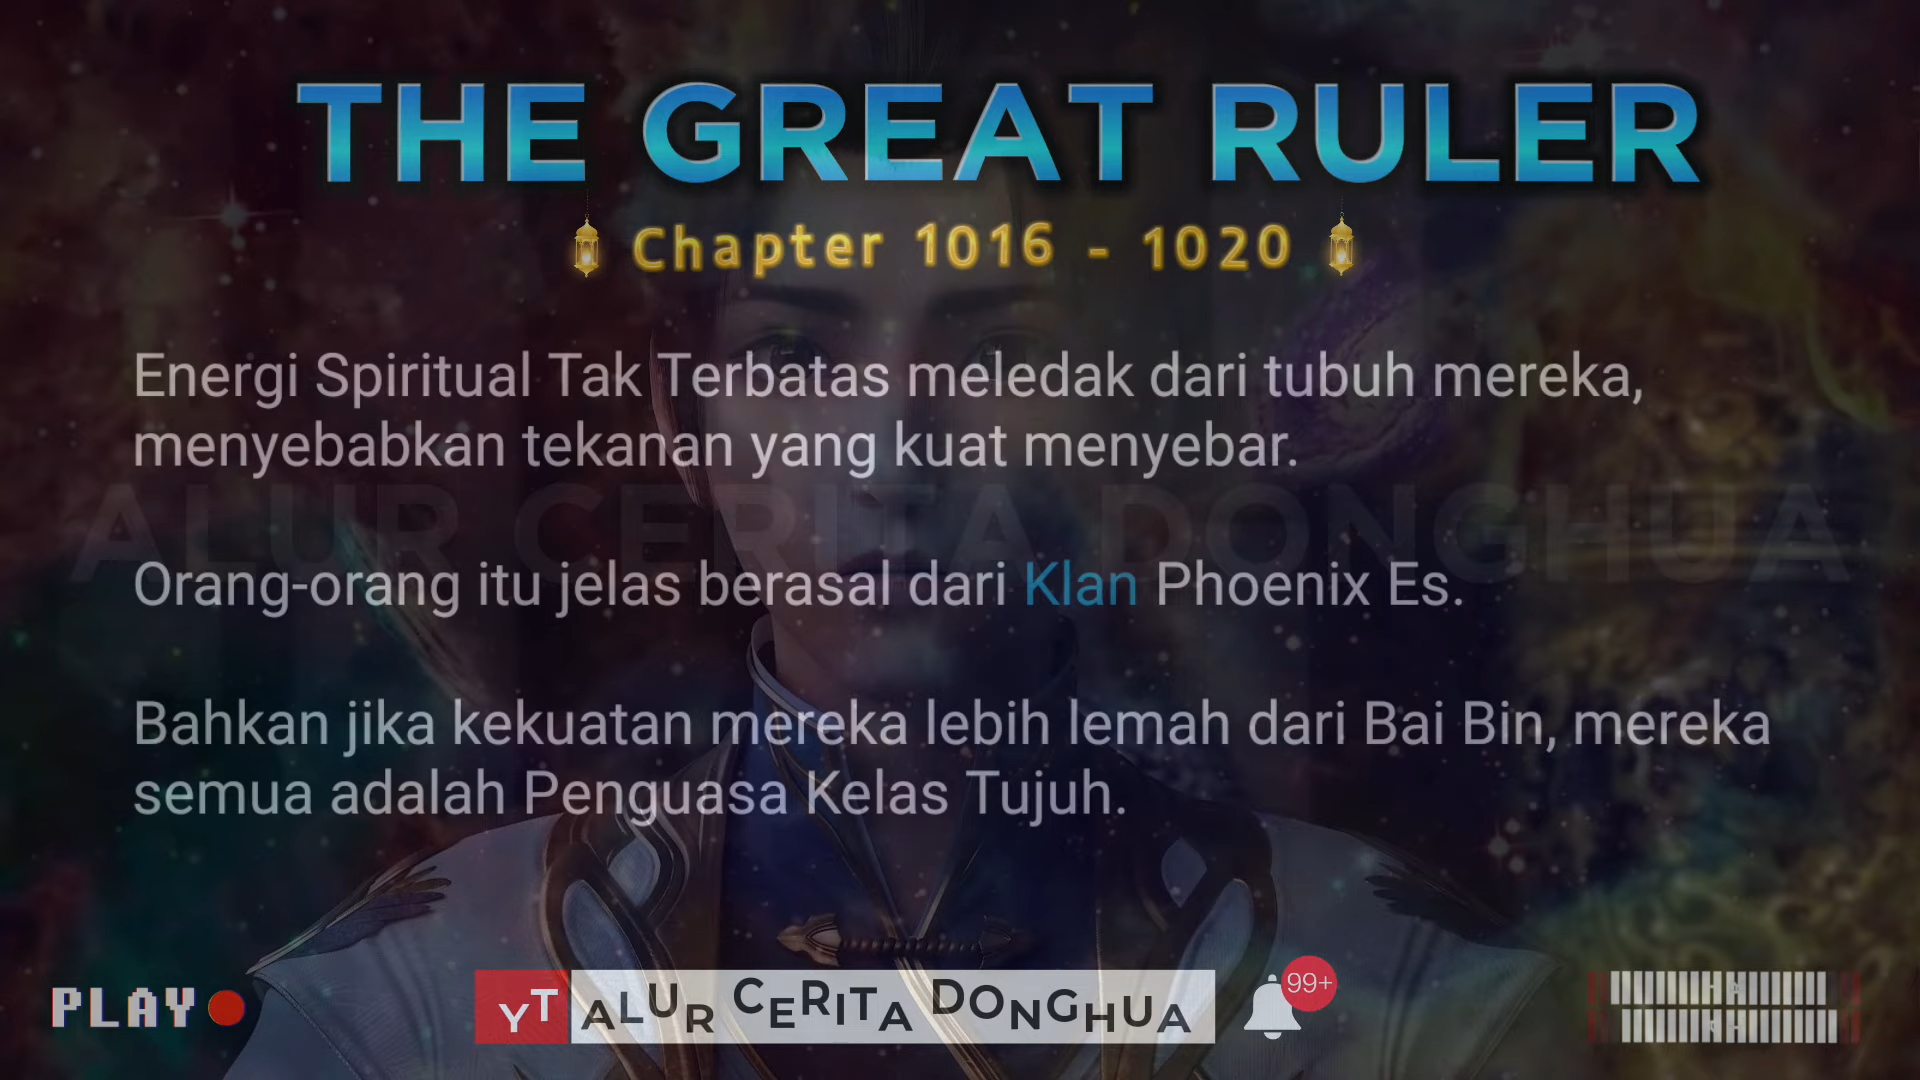 THE GREAT RULER
Chapter 1016 - 1020
Energi Spiritual Tak Terbatas meledak dari tubuh mereka,
menyebabkan tekanan yang kuat menyebar.
ALUR CERITA DONGHUA
Orang-orang itu jelas berasal dari Klan Phoenix Es.
Bahkan jika kekuatan mereka lebih lemah dari Bai Bin, mereka
semua adalah Penguasa Kelas Tujuh.
PLAY
YT ALUR CERITA DONGHUA
99+